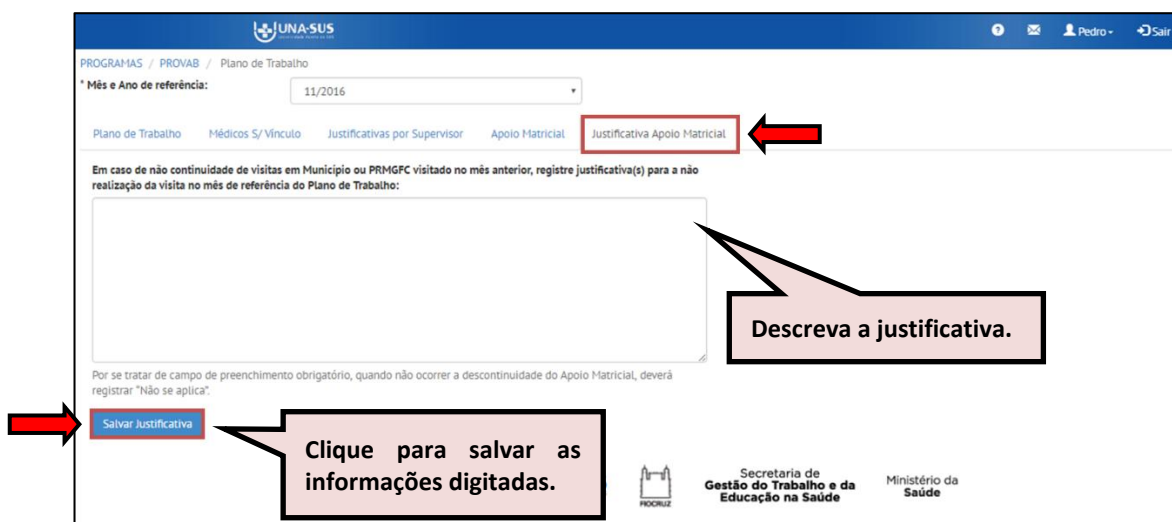 UNA-SUS
Pedro
Sair
PROGRAMAS / PROVAB / Plano de Trabalho
* Mês e Ano de referência:
11/2016
Plano de Trabalho Médicos S/ Vínculo Justificativas por Supervisor Apoio Matricial Justificativa Apoio Matricial
Em caso de não continuidade de visitas em Município ou PRMGFC visitado no mês anterior, registre justificativa(s) para a não
realização da visita no mês de referência do Plano de Trabalho:
Descreva a justificativa.
Por se tratar de campo de preenchimento obrigatório, quando não ocorrer a descontinuidade do Apoio Matricial, deverá
registrar "Não se aplica".
Salvar Justificativa
Clique para salvar as
informações digitadas.
FIOCRUZ
Secretaria de
Gestão do Trabalho e da
Educação na Saúde
Ministério da
Saúde